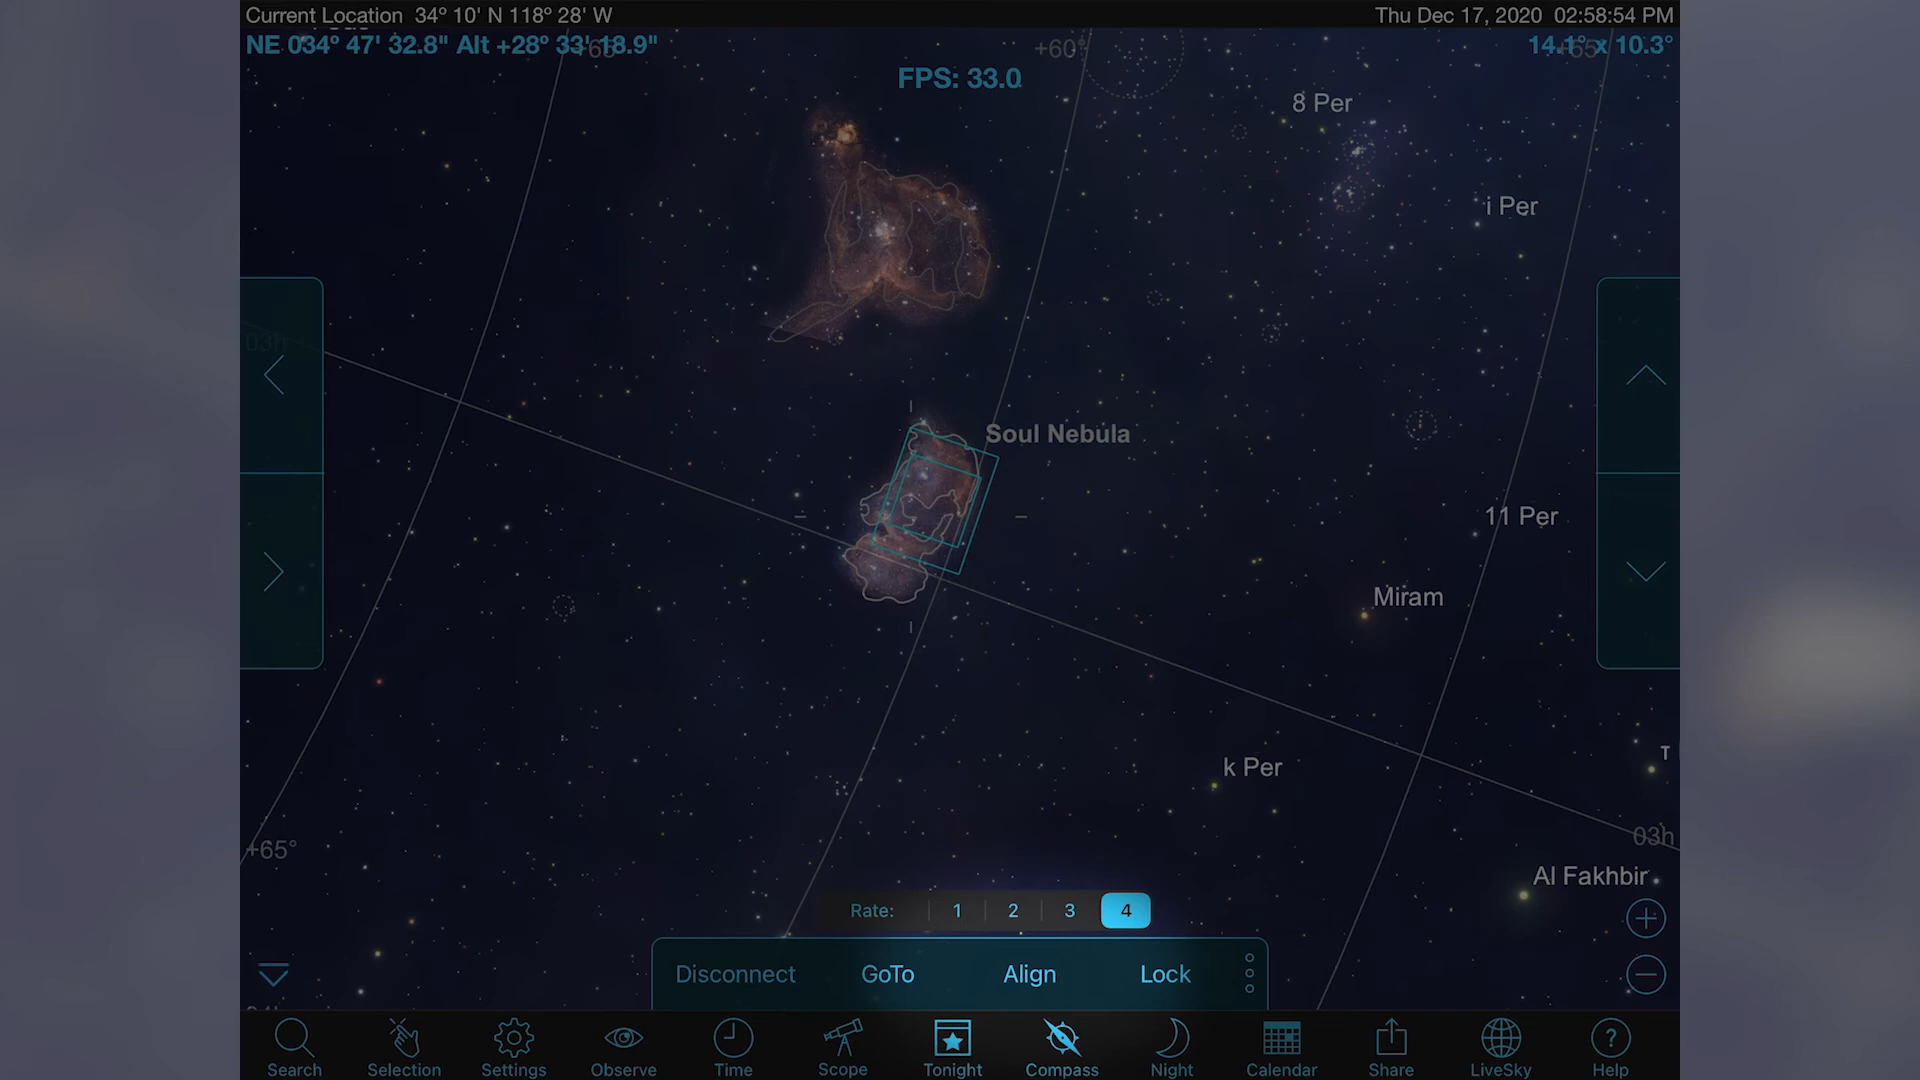 Current Location 34° 10' N 118° 28' W
Thu Dec 17, 2020 02:58:54 PM
NE 034° 47' 32.8" Alt +28° 33' 18.9"
+65°
+60°
14.1° x 10.3°
FPS: 33.0
8 Per
i Per
03h
Soul Nebula
11 Per
Miram
T
k Per
03h
+65°
Al Fakhbir
Rate: 1 2 3 4
Disconnect GoTo Align Lock
Search Selection Settings Observe Time Scope Tonight Compass Night Calendar Share LiveSky Help